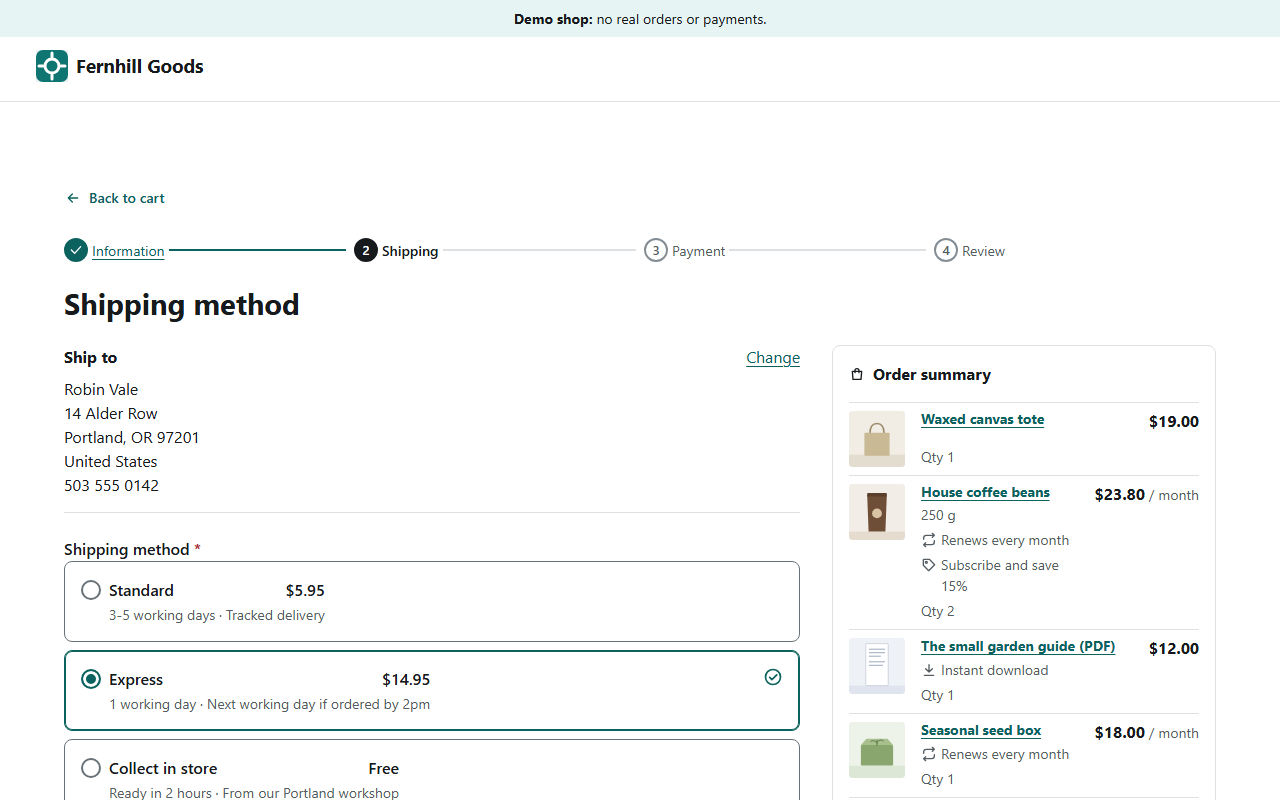 Demo shop: no real orders or payments.
Fernhill Goods
Back to cart
Information
2 Shipping
3 Payment
4 Review
Shipping method
Ship to
Change
Robin Vale
14 Alder Row
Portland, OR 97201
United States
503 555 0142
Shipping method *
Standard $5.95
3-5 working days · Tracked delivery
Express $14.95
1 working day · Next working day if ordered by 2pm
Collect in store Free
Ready in 2 hours · From our Portland workshop
Order summary
Waxed canvas tote $19.00
Qty 1
House coffee beans $23.80 / month
250 g
Renews every month
Subscribe and save
15%
Qty 2
The small garden guide (PDF) $12.00
Instant download
Qty 1
Seasonal seed box $18.00 / month
Renews every month
Qty 1